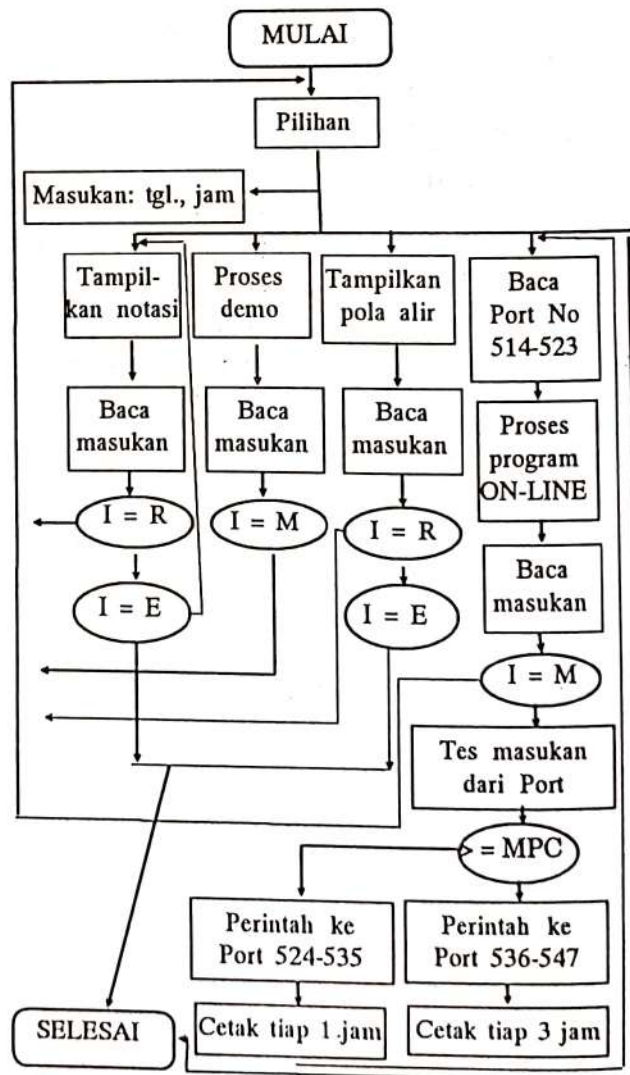 MULAI
Pilihan
Masukan: tgl., jam
Tampil-
kan notasi
Baca
masukan
I = R
I = E
Proses
demo
Baca
masukan
I = M
Tampilkan
pola alir
Baca
masukan
I = R
I = E
Baca
Port No
514-523
Proses
program
ON-LINE
Baca
masukan
I = M
Tes masukan
dari Port
> = MPC
Perintah ke
Port 524-535
Cetak tiap 1 jam
Perintah ke
Port 536-547
Cetak tiap 3 jam
SELESAI